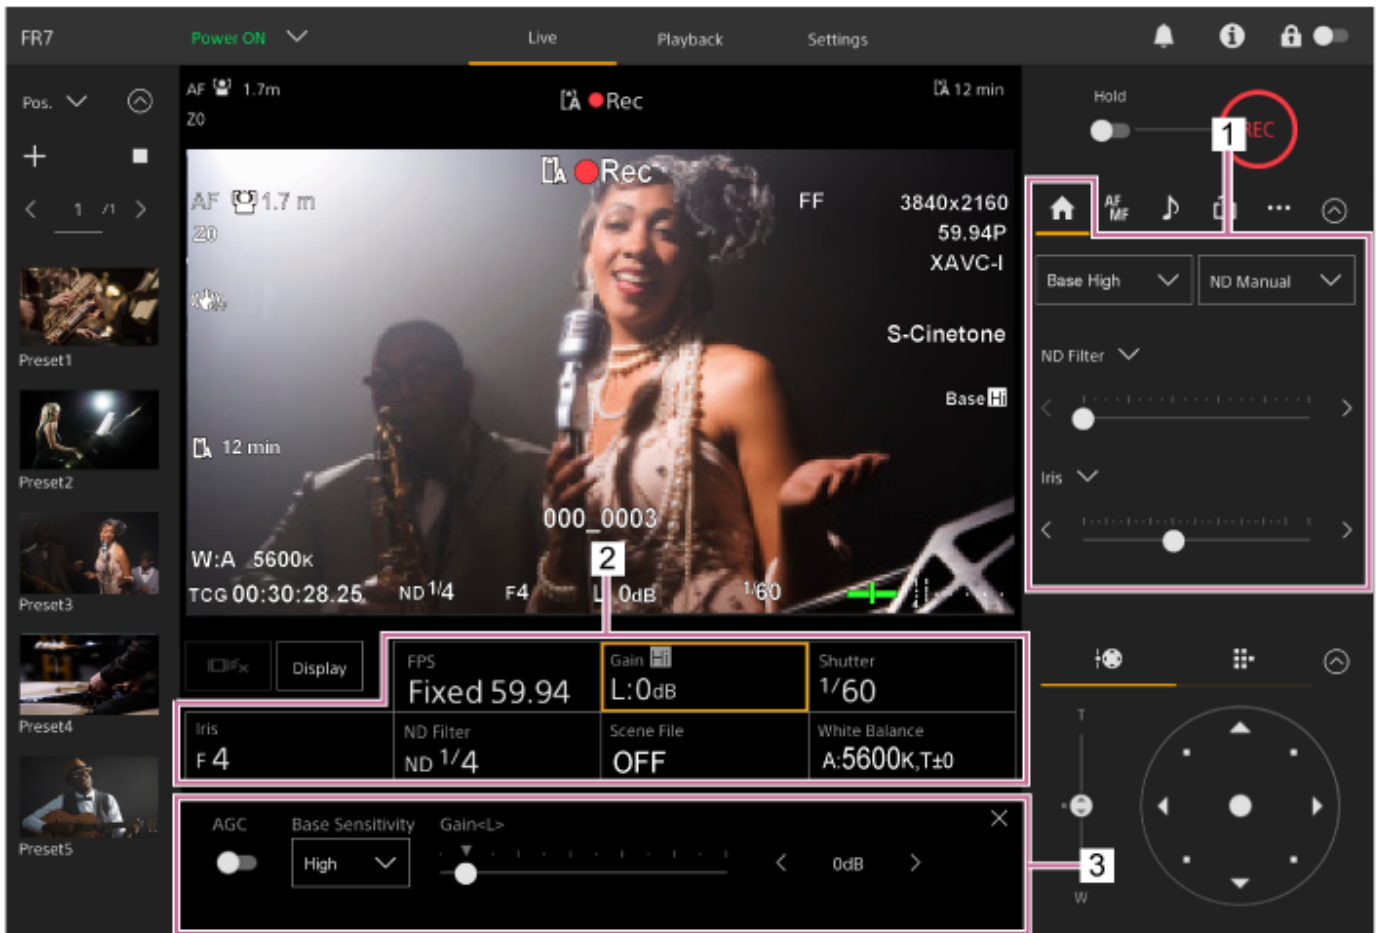 FR7
Power ON
Live
Playback
Settings
Pos.
1 /1
Preset1
Preset2
Preset3
Preset4
Preset5
AF 1.7m
Z0
A Rec
A 12 min
A Rec
AF 1.7 m
Z0
FF
3840x2160
59.94P
XAVC-I
S-Cinetone
Base Hi
A 12 min
000_0003
W:A 5600K
TCG 00:30:28.25
ND 1/4
F4
L 0dB
1/60
2
Display
FPS
Fixed 59.94
Gain Hi
L:0dB
Shutter
1/60
Iris
F 4
ND Filter
ND 1/4
Scene File
OFF
White Balance
A:5600K,T±0
AGC
Base Sensitivity
High
Gain<L>
0dB
3
Hold
REC
1
AF
MF
Base High
ND Manual
ND Filter
Iris
T
W